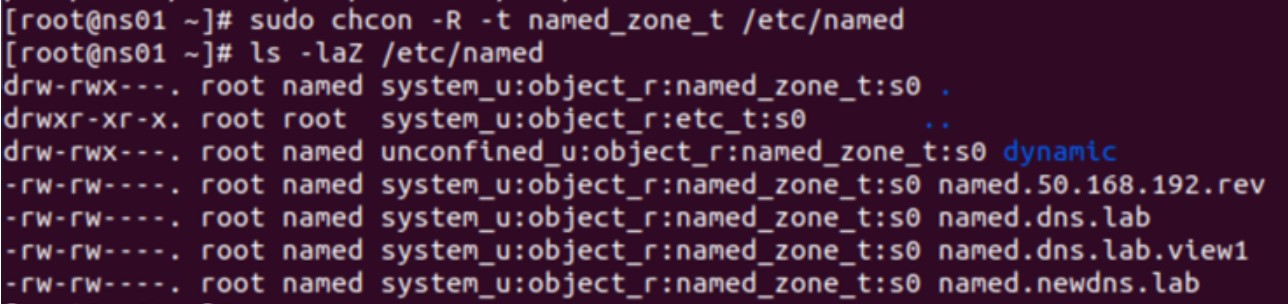 [root@ns01 ~]# sudo chcon -R -t named_zone_t /etc/named
[root@ns01 ~]# ls -laZ /etc/named
drw-rwx---. root named system_u:object_r:named_zone_t:s0 .
drwxr-xr-x. root root  system_u:object_r:etc_t:s0       ..
drw-rwx---. root named unconfined_u:object_r:named_zone_t:s0 dynamic
-rw-rw----. root named system_u:object_r:named_zone_t:s0 named.50.168.192.rev
-rw-rw----. root named system_u:object_r:named_zone_t:s0 named.dns.lab
-rw-rw----. root named system_u:object_r:named_zone_t:s0 named.dns.lab.view1
-rw-rw----. root named system_u:object_r:named_zone_t:s0 named.newdns.lab